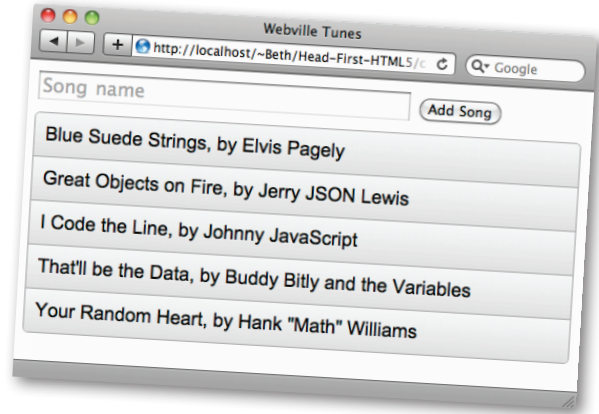 Webville Tunes
http://localhost/~Beth/Head-First-HTML5/c
Google
Song name
Add Song
Blue Suede Strings, by Elvis Pagely
Great Objects on Fire, by Jerry JSON Lewis
I Code the Line, by Johnny JavaScript
That'll be the Data, by Buddy Bitly and the Variables
Your Random Heart, by Hank "Math" Williams